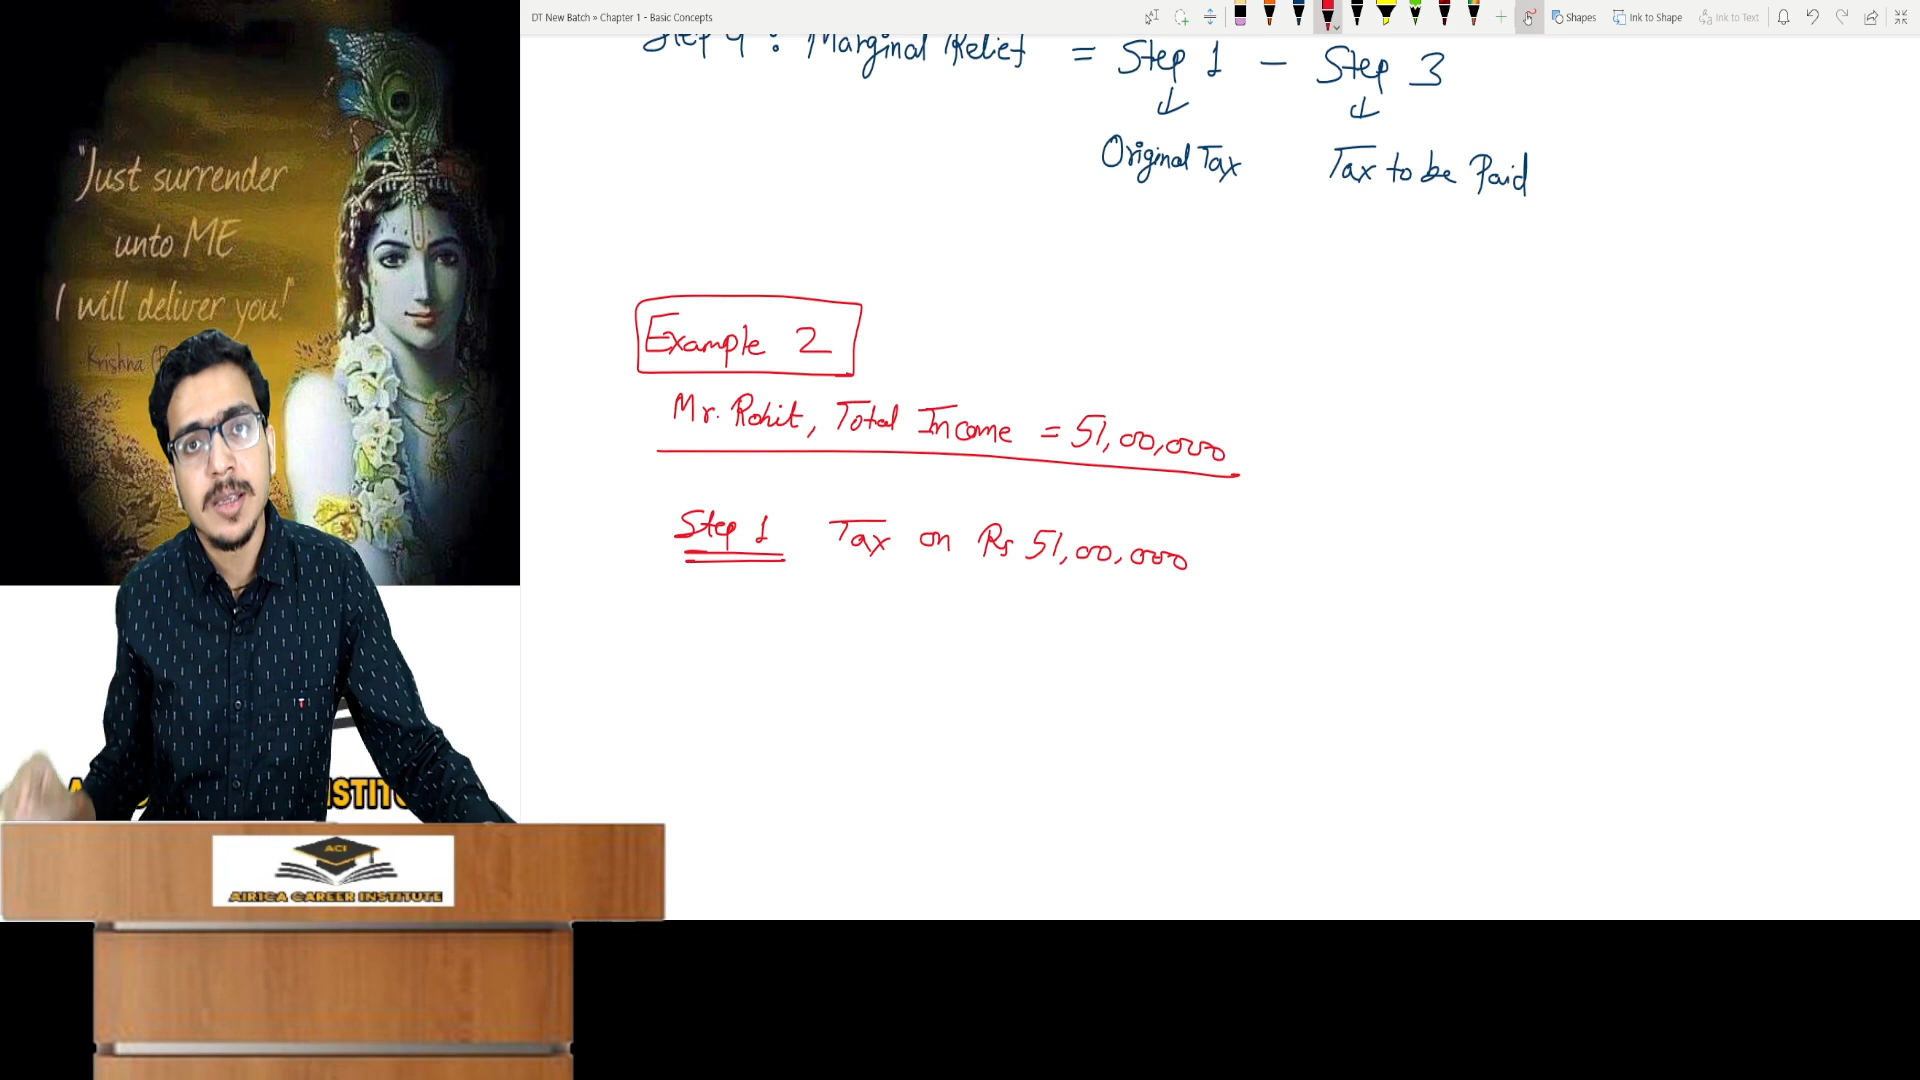 DT New Batch » Chapter 1 - Basic Concepts
Shapes
Ink to Shape
Ink to Text
Step 4 : Marginal Relief = Step 1 - Step 3
↓ ↓
Original Tax Tax to be Paid
"Just surrender
unto ME
I will deliver you!"
Krishna
Example 2
Mr. Rohit, Total Income = 51,00,000
Step 1 Tax on Rs 51,00,000
ACI
AIRICA CAREER INSTITUTE